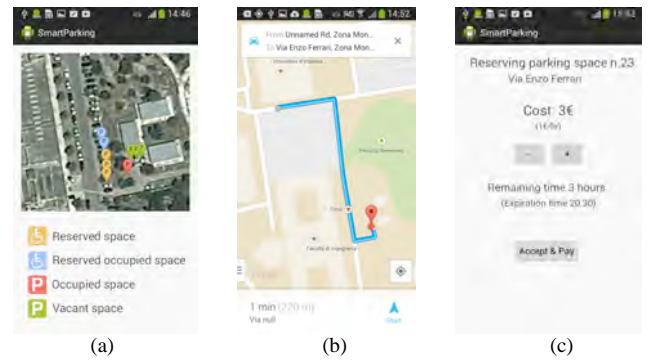 14:46
SmartParking
Reserved space
Reserved occupied space
P Occupied space
P Vacant space
(a)
14:52
From Unnamed Rd, Zona Mon...
To Via Enzo Ferrari, Zona Mon...
1 min (220 m)
Via null
Start
(b)
SmartParking
Reserving parking space n.23
Via Enzo Ferrari
Cost: 3€
(1€/hr)
- +
Remaining time 3 hours
(Expiration time 20.30)
Accept & Pay
(c)